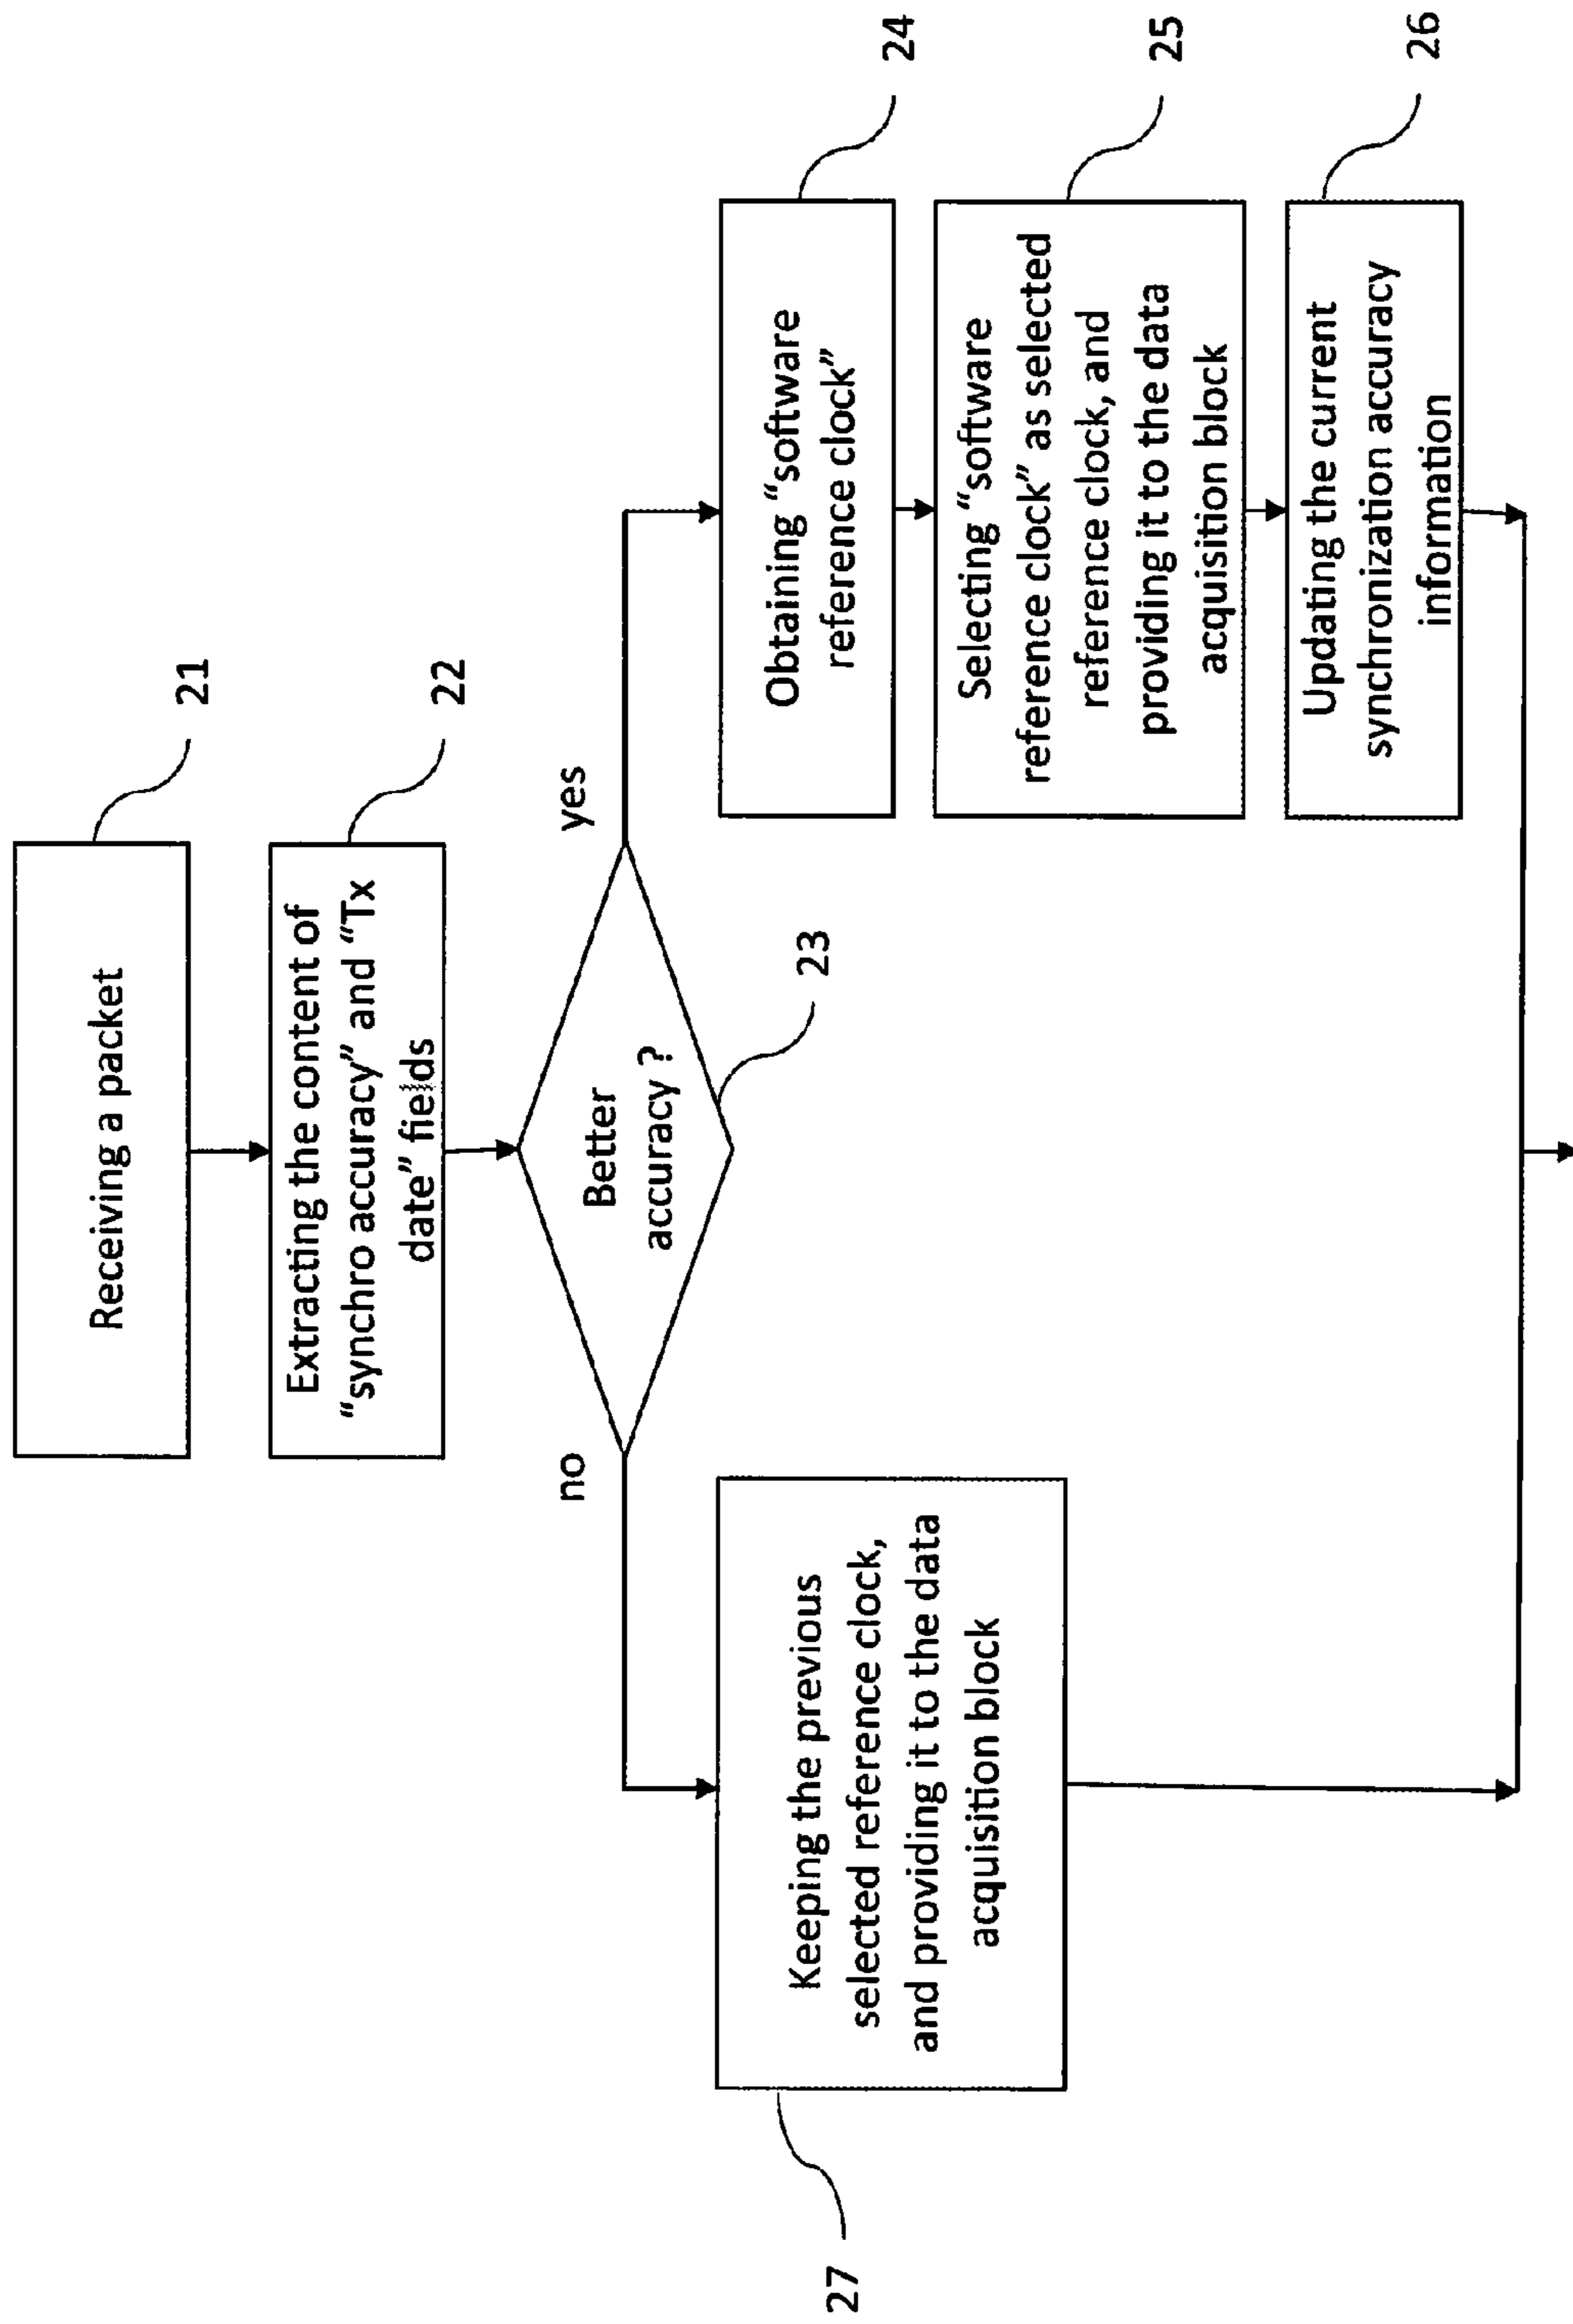 Receiving a packet
21
Extracting the content of
“synchro accuracy” and “Tx
date” fields
22
Better
accuracy ?
23
yes
no
Obtaining “software
reference clock”
24
Selecting “software
reference clock” as selected
reference clock, and
providing it to the data
acquisition block
25
Updating the current
synchronization accuracy
information
26
Keeping the previous
selected reference clock,
and providing it to the data
acquisition block
27